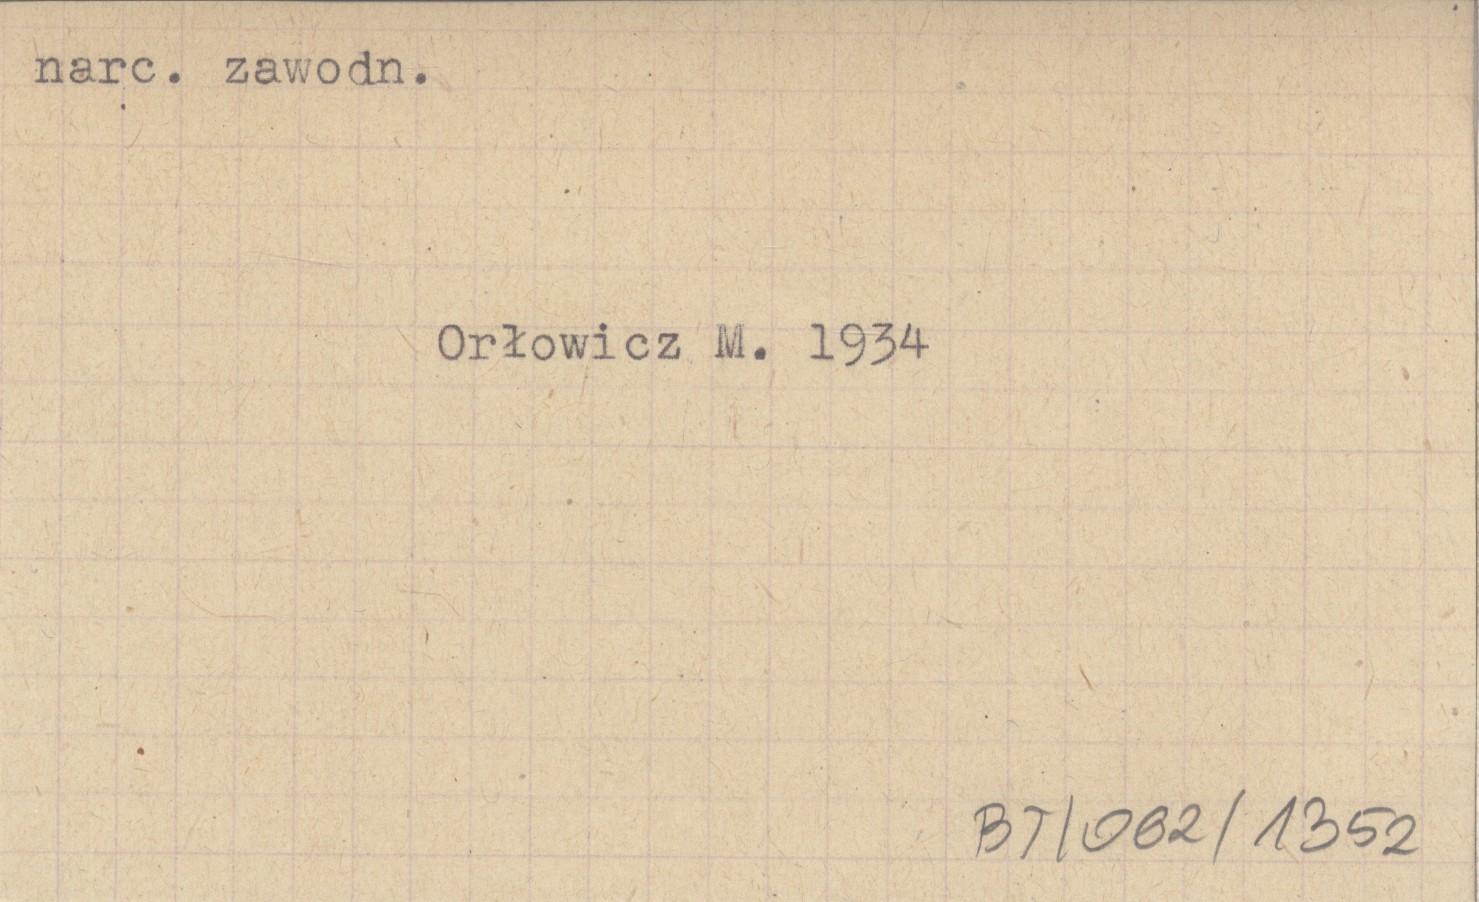 narc. zawodn.
Orłowicz M. 1934
BT/062/1352